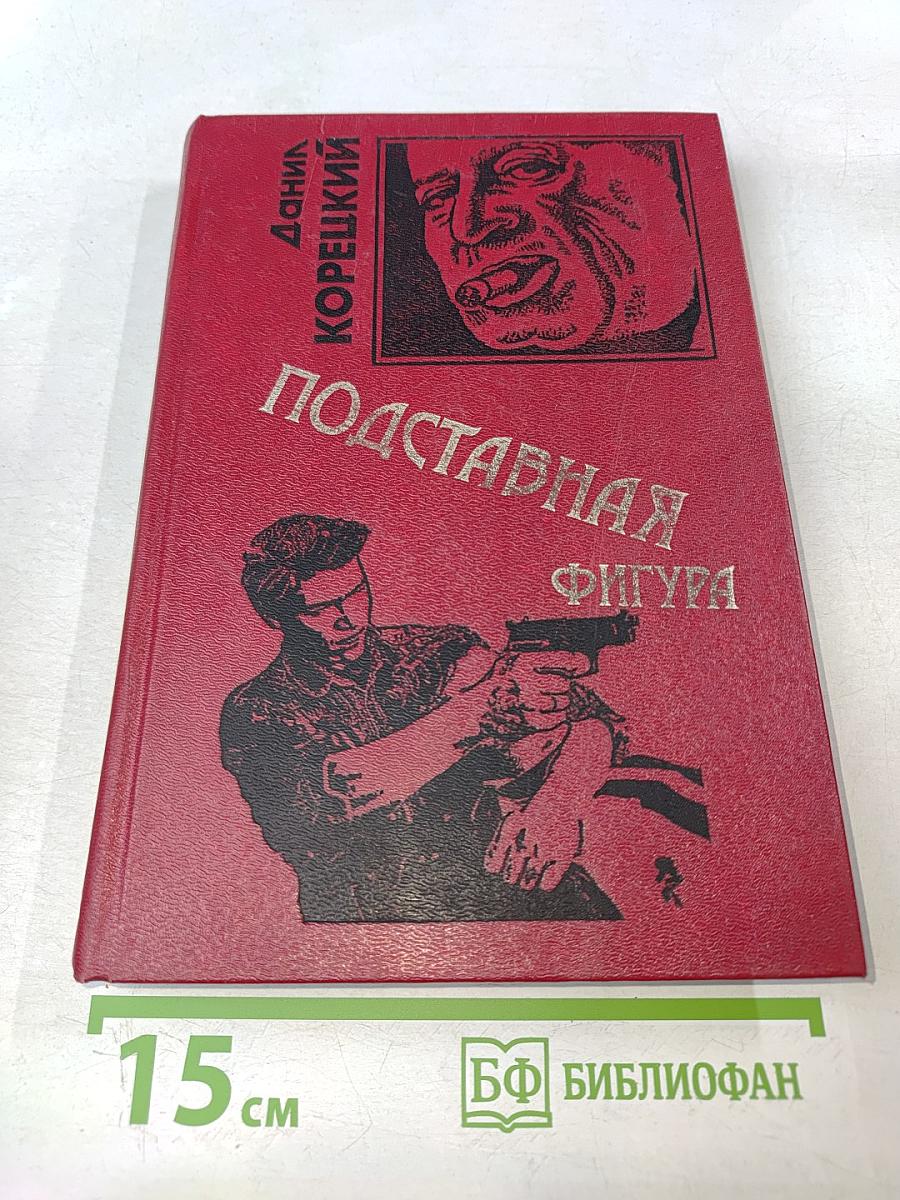 Данил
КОРЕЦКИЙ
ПОДСТАВНАЯ
ФИГУРА
15 см
БФ БИБЛИОФАН